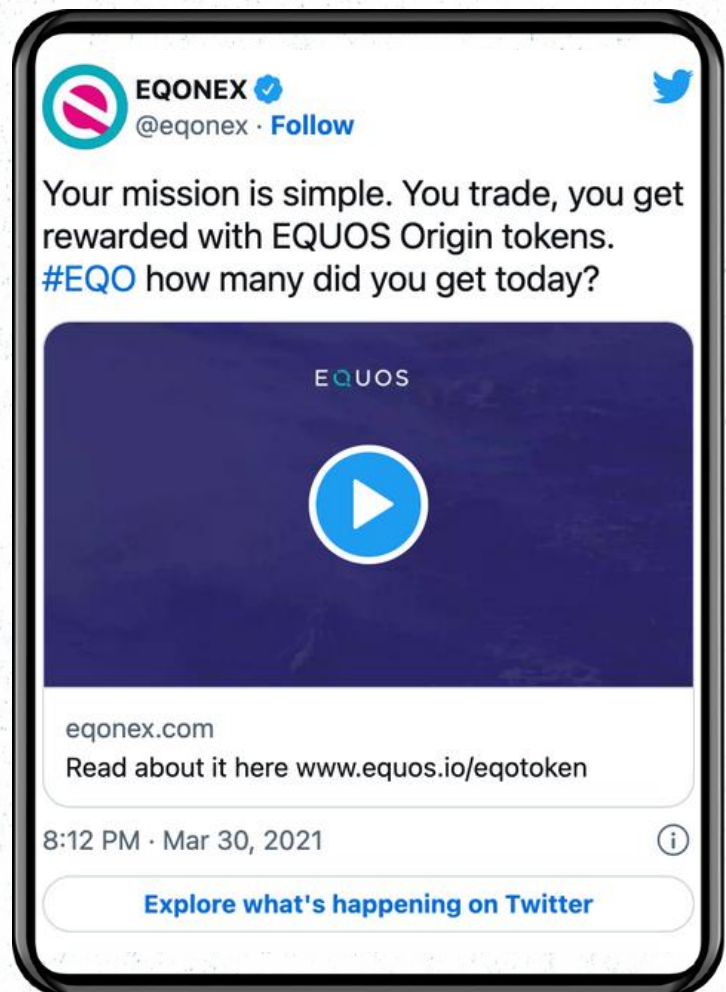 EQONEX
@eqonex · Follow
Your mission is simple. You trade, you get
rewarded with EQUOS Origin tokens.
#EQO how many did you get today?
EQUOS
eqonex.com
Read about it here www.equos.io/eqotoken
8:12 PM · Mar 30, 2021
Explore what's happening on Twitter